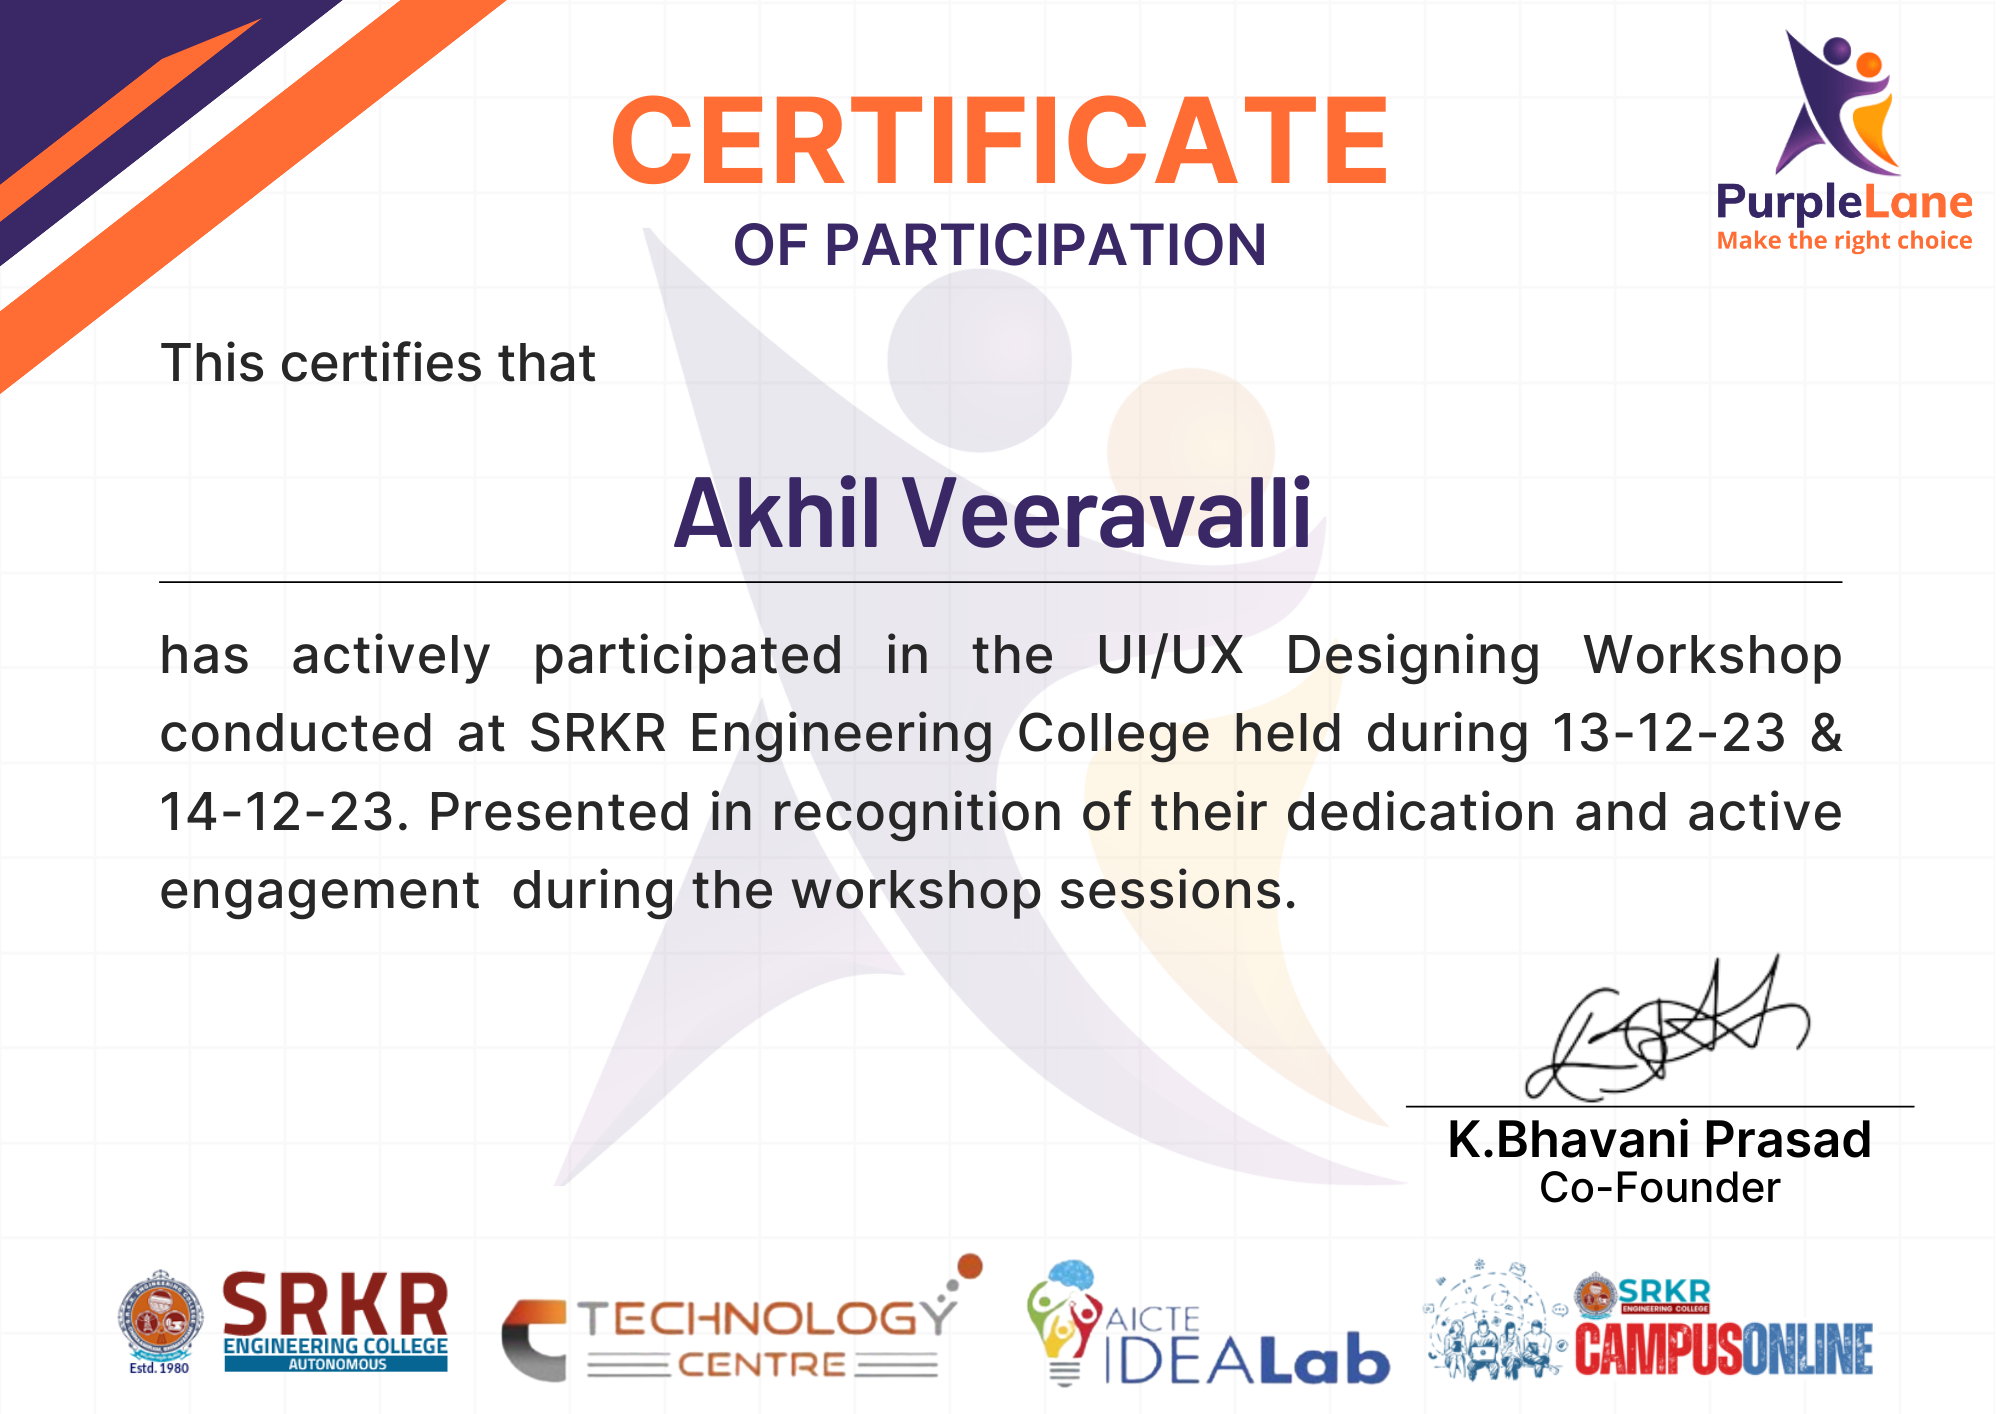 CERTIFICATE
OF PARTICIPATION
PurpleLane
Make the right choice
This certifies that
Akhil Veeravalli
has actively participated in the UI/UX Designing Workshop
conducted at SRKR Engineering College held during 13-12-23 &
14-12-23. Presented in recognition of their dedication and active
engagement during the workshop sessions.
K.Bhavani Prasad
Co-Founder
Estd. 1980
SRKR
ENGINEERING COLLEGE
AUTONOMOUS
TECHNOLOGY
CENTRE
AICTE
IDEALab
SRKR
ENGINEERING COLLEGE
CAMPUSONLINE